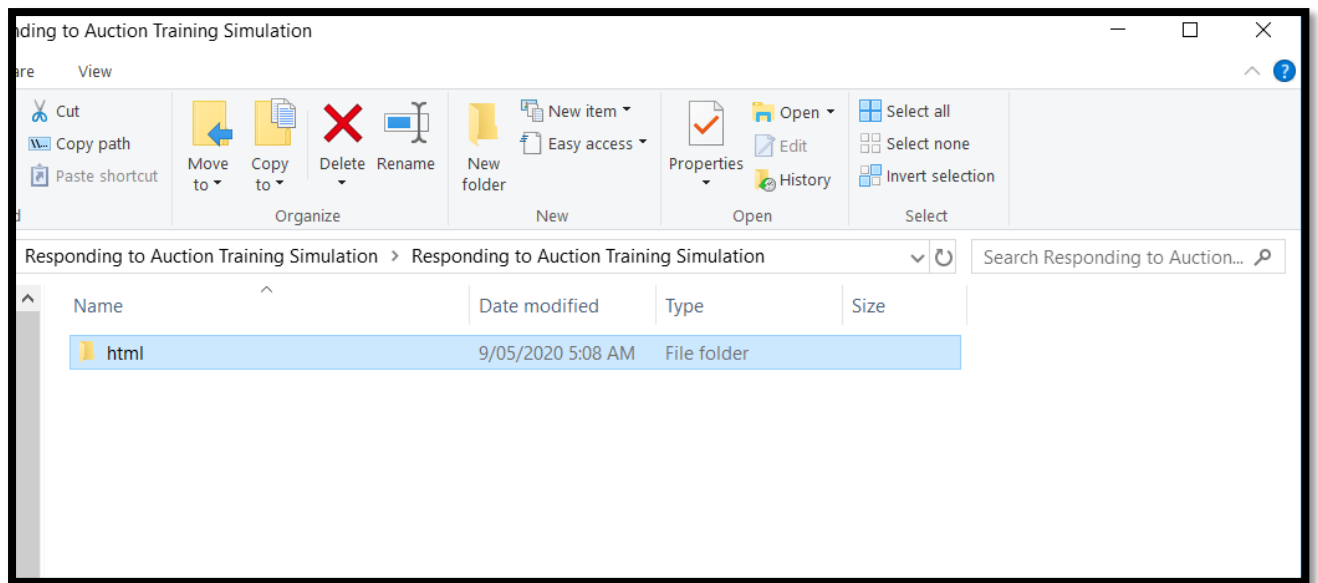 nding to Auction Training Simulation
are View
Cut
Copy path
Paste shortcut
Move to
Copy to
Delete
Rename
Organize
New folder
New item
Easy access
New
Properties
Open
Edit
History
Open
Select all
Select none
Invert selection
Select
Responding to Auction Training Simulation > Responding to Auction Training Simulation
Search Responding to Auction...
Name Date modified Type Size
html 9/05/2020 5:08 AM File folder